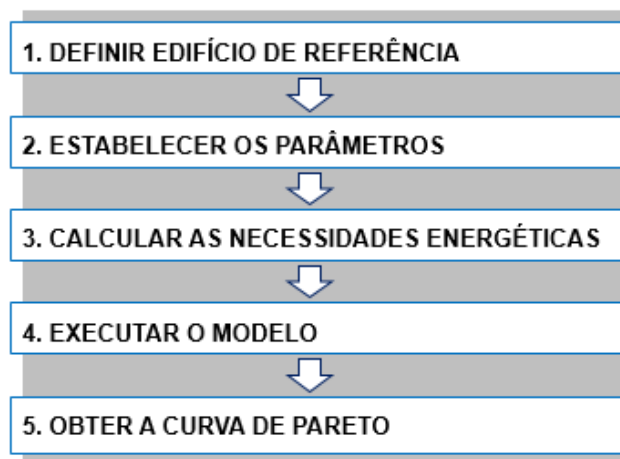 1. DEFINIR EDIFÍCIO DE REFERÊNCIA
2. ESTABELECER OS PARÂMETROS
3. CALCULAR AS NECESSIDADES ENERGÉTICAS
4. EXECUTAR O MODELO
5. OBTER A CURVA DE PARETO